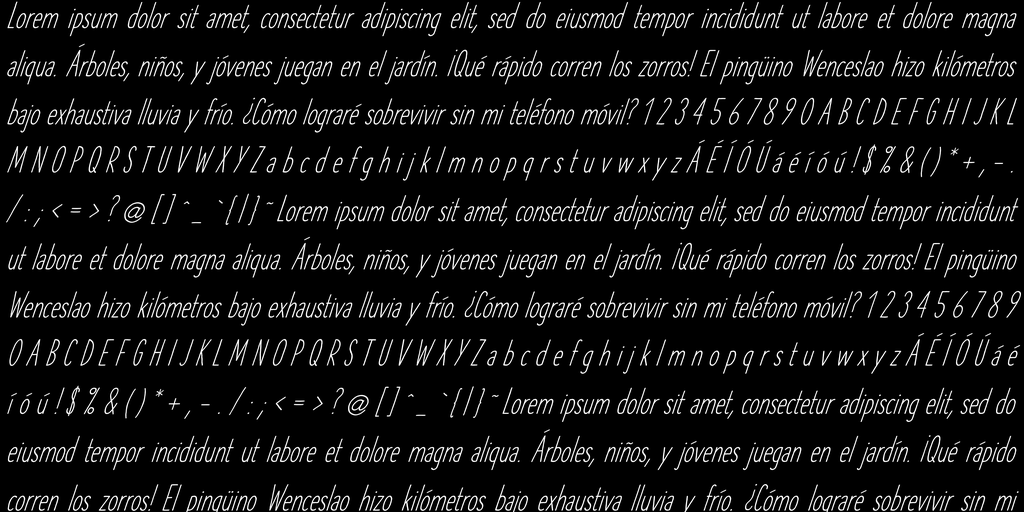 Lorem ipsum dolor sit amet, consectetur adipiscing elit, sed do eiusmod tempor incididunt ut labore et dolore magna
aliqua. Árboles, niños, y jóvenes juegan en el jardín. ¡Qué rápido corren los zorros! El pingüino Wenceslao hizo kilómetros
bajo exhaustiva lluvia y frío. ¿Cómo lograré sobrevivir sin mi teléfono móvil? 1 2 3 4 5 6 7 8 9 0 A B C D E F G H I J K L
M N O P Q R S T U V W X Y Z a b c d e f g h i j k l m n o p q r s t u v w x y z Á É Í Ó Ú á é í ó ú ! $ % & ( ) * + , - .
/ : ; < = > ? @ [ ] ^ _ ` { | } ~ Lorem ipsum dolor sit amet, consectetur adipiscing elit, sed do eiusmod tempor incididunt
ut labore et dolore magna aliqua. Árboles, niños, y jóvenes juegan en el jardín. ¡Qué rápido corren los zorros! El pingüino
Wenceslao hizo kilómetros bajo exhaustiva lluvia y frío. ¿Cómo lograré sobrevivir sin mi teléfono móvil? 1 2 3 4 5 6 7 8 9
0 A B C D E F G H I J K L M N O P Q R S T U V W X Y Z a b c d e f g h i j k l m n o p q r s t u v w x y z Á É Í Ó Ú á é
í ó ú ! $ % & ( ) * + , - . / : ; < = > ? @ [ ] ^ _ ` { | } ~ Lorem ipsum dolor sit amet, consectetur adipiscing elit, sed do
eiusmod tempor incididunt ut labore et dolore magna aliqua. Árboles, niños, y jóvenes juegan en el jardín. ¡Qué rápido
corren los zorros! El pingüino Wenceslao hizo kilómetros bajo exhaustiva lluvia y frío. ¿Cómo lograré sobrevivir sin mi